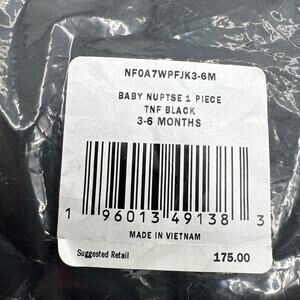 NF0A7WPFJK3-6M
BABY NUPTSE 1 PIECE
TNF BLACK
3-6 MONTHS
1 96013 49138 3
MADE IN VIETNAM
Suggested Retail 175.00